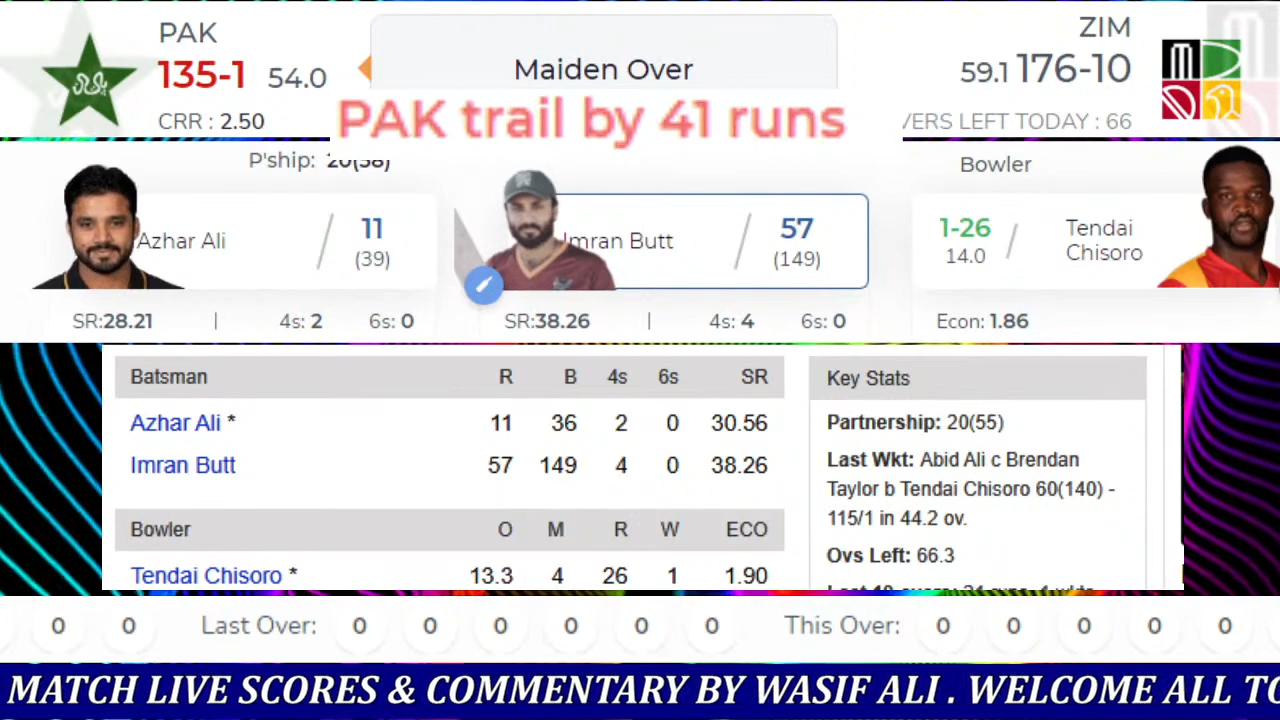 PAK
135-1 54.0
CRR : 2.50
Maiden Over
PAK trail by 41 runs
ZIM
59.1 176-10
VERS LEFT TODAY : 66
P'ship: 20(58)
Azhar Ali
11
(39)
SR:28.21 | 4s: 2 6s: 0
Imran Butt
57
(149)
SR:38.26 | 4s: 4 6s: 0
Bowler
1-26
14.0
Tendai
Chisoro
Econ: 1.86
Batsman R B 4s 6s SR
Azhar Ali * 11 36 2 0 30.56
Imran Butt 57 149 4 0 38.26
Bowler O M R W ECO
Tendai Chisoro * 13.3 4 26 1 1.90
Key Stats
Partnership: 20(55)
Last Wkt: Abid Ali c Brendan
Taylor b Tendai Chisoro 60(140) -
115/1 in 44.2 ov.
Ovs Left: 66.3
0 0 Last Over: 0 0 0 0 0 0 This Over: 0 0 0 0 0
MATCH LIVE SCORES & COMMENTARY BY WASIF ALI . WELCOME ALL TO